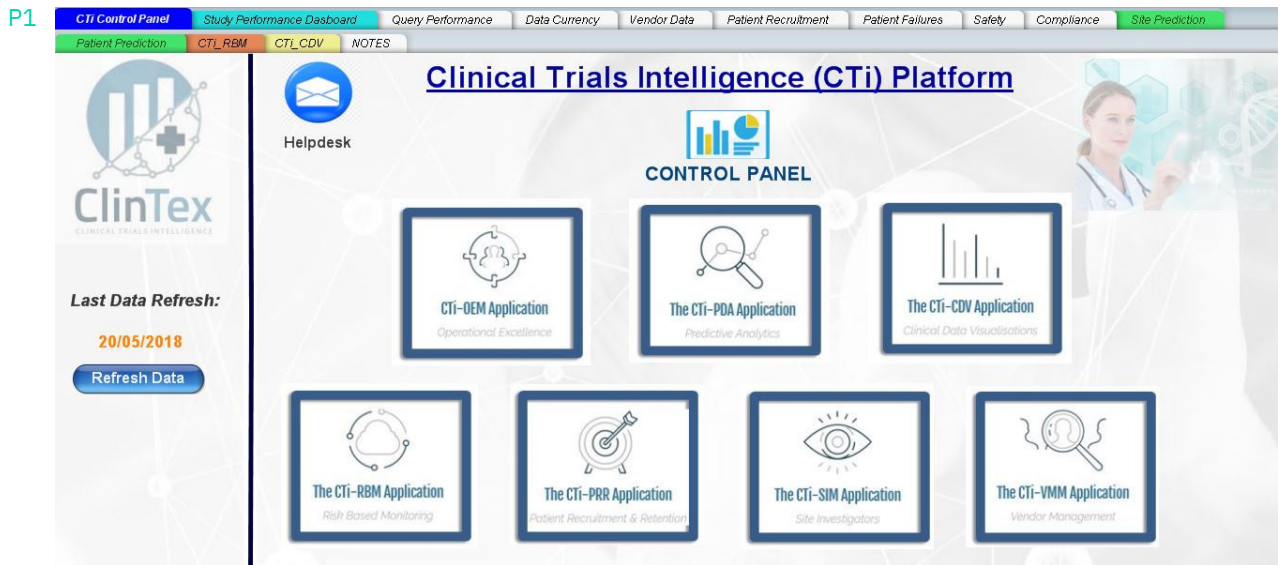 P1
CTi Control Panel Study Performance Dasboard Query Performance Data Currency Vendor Data Patient Recruitment Patient Failures Safety Compliance Site Prediction
Patient Prediction CTi_RBM CTi_CDV NOTES
Clinical Trials Intelligence (CTi) Platform
Helpdesk
CONTROL PANEL
ClinTex
CLINICAL TRIALS INTELLIGENCE
Last Data Refresh:
20/05/2018
Refresh Data
CTi-OEM Application
Operational Excellence
The CTi-PDA Application
Predictive Analytics
The CTi-CDV Application
Clinical Data Visualisations
The CTi-RBM Application
Risk Based Monitoring
The CTi-PRR Application
Patient Recruitment & Retention
The CTi-SIM Application
Site Investigators
The CTi-VMM Application
Vendor Management